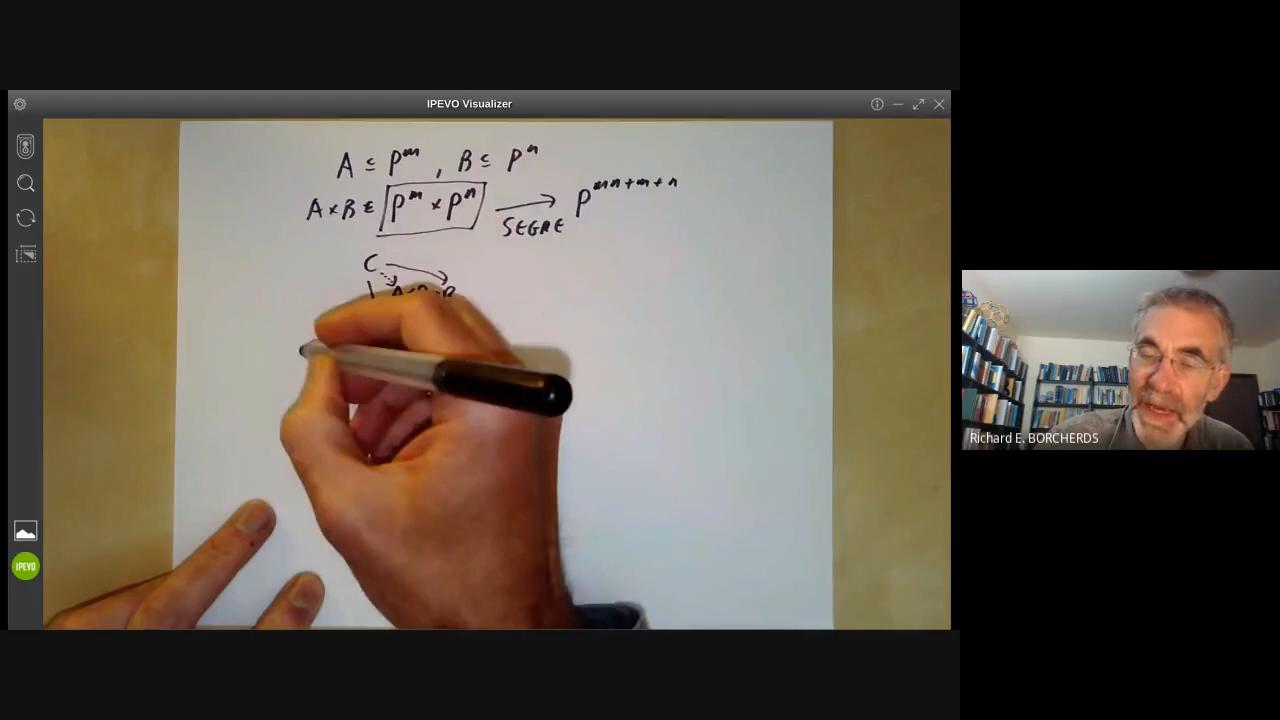 IPEVO Visualizer
A ⊆ P^m , B ⊆ P^n
A × B ⊆ P^m × P^n ⟶ P^{mn+m+n}
SEGRE
C
IPEVO
Richard E. BORCHERDS